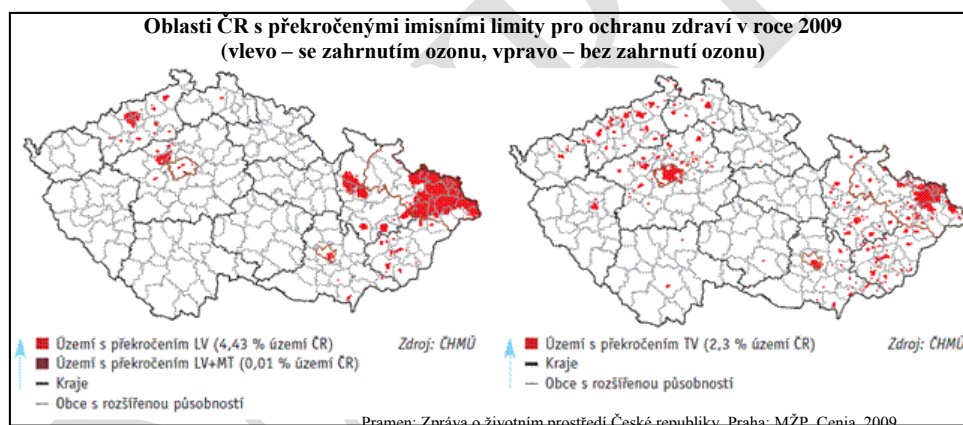 Oblasti ČR s překročenými imisními limity pro ochranu zdraví v roce 2009
(vlevo – se zahrnutím ozonu, vpravo – bez zahrnutí ozonu)
Území s překročením LV (4,43 % území ČR)
Zdroj: ČHMÚ
Území s překročením LV+MT (0,01 % území ČR)
Kraje
Obce s rozšířenou působností
Území s překročením TV (2,3 % území ČR)
Zdroj: ČHMÚ
Kraje
Obce s rozšířenou působností
Pramen: Zpráva o životním prostředí České republiky. Praha: MŽP, Cenia, 2009